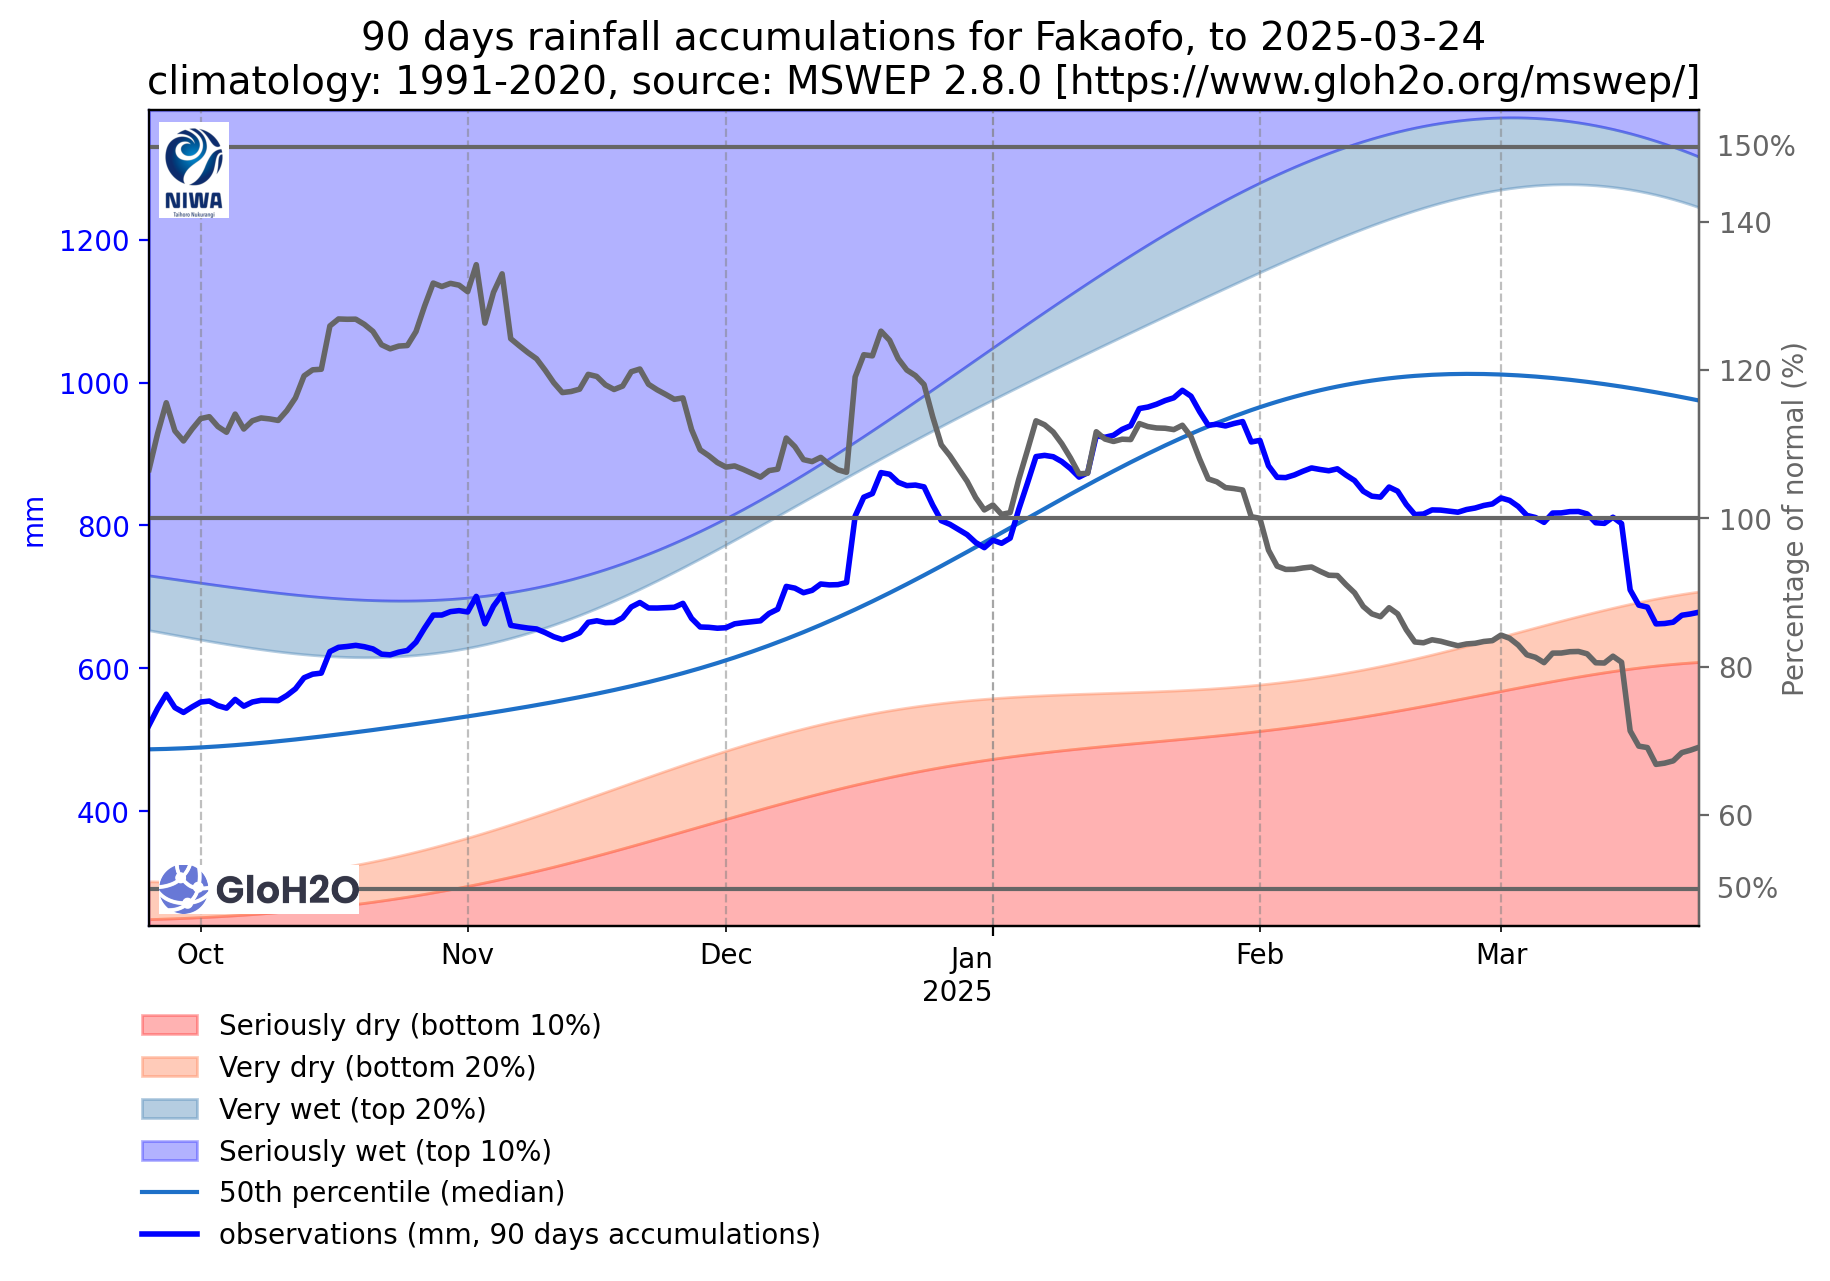 90 days rainfall accumulations for Fakaofo, to 2025-03-24
climatology: 1991-2020, source: MSWEP 2.8.0 [https://www.gloh2o.org/mswep/]
NIWA
Taihoro Nukurangi
1200
1000
800
600
400
mm
150%
140
120
100
80
60
50%
Percentage of normal (%)
GloH2O
Oct
Nov
Dec
Jan
2025
Feb
Mar
Seriously dry (bottom 10%)
Very dry (bottom 20%)
Very wet (top 20%)
Seriously wet (top 10%)
50th percentile (median)
observations (mm, 90 days accumulations)